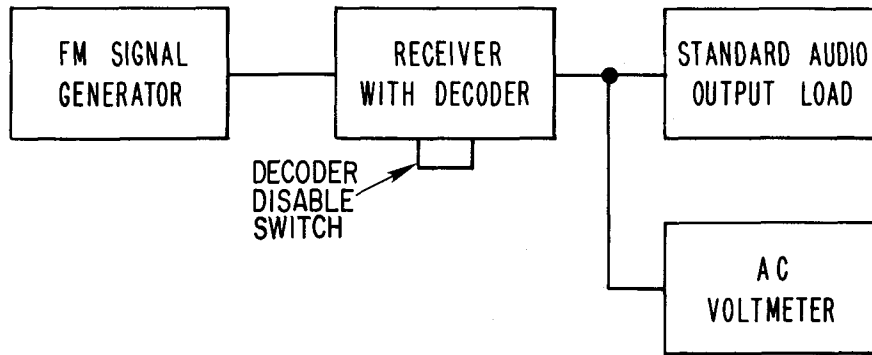 FM SIGNAL
GENERATOR
RECEIVER
WITH DECODER
STANDARD AUDIO
OUTPUT LOAD
DECODER
DISABLE
SWITCH
AC
VOLTMETER